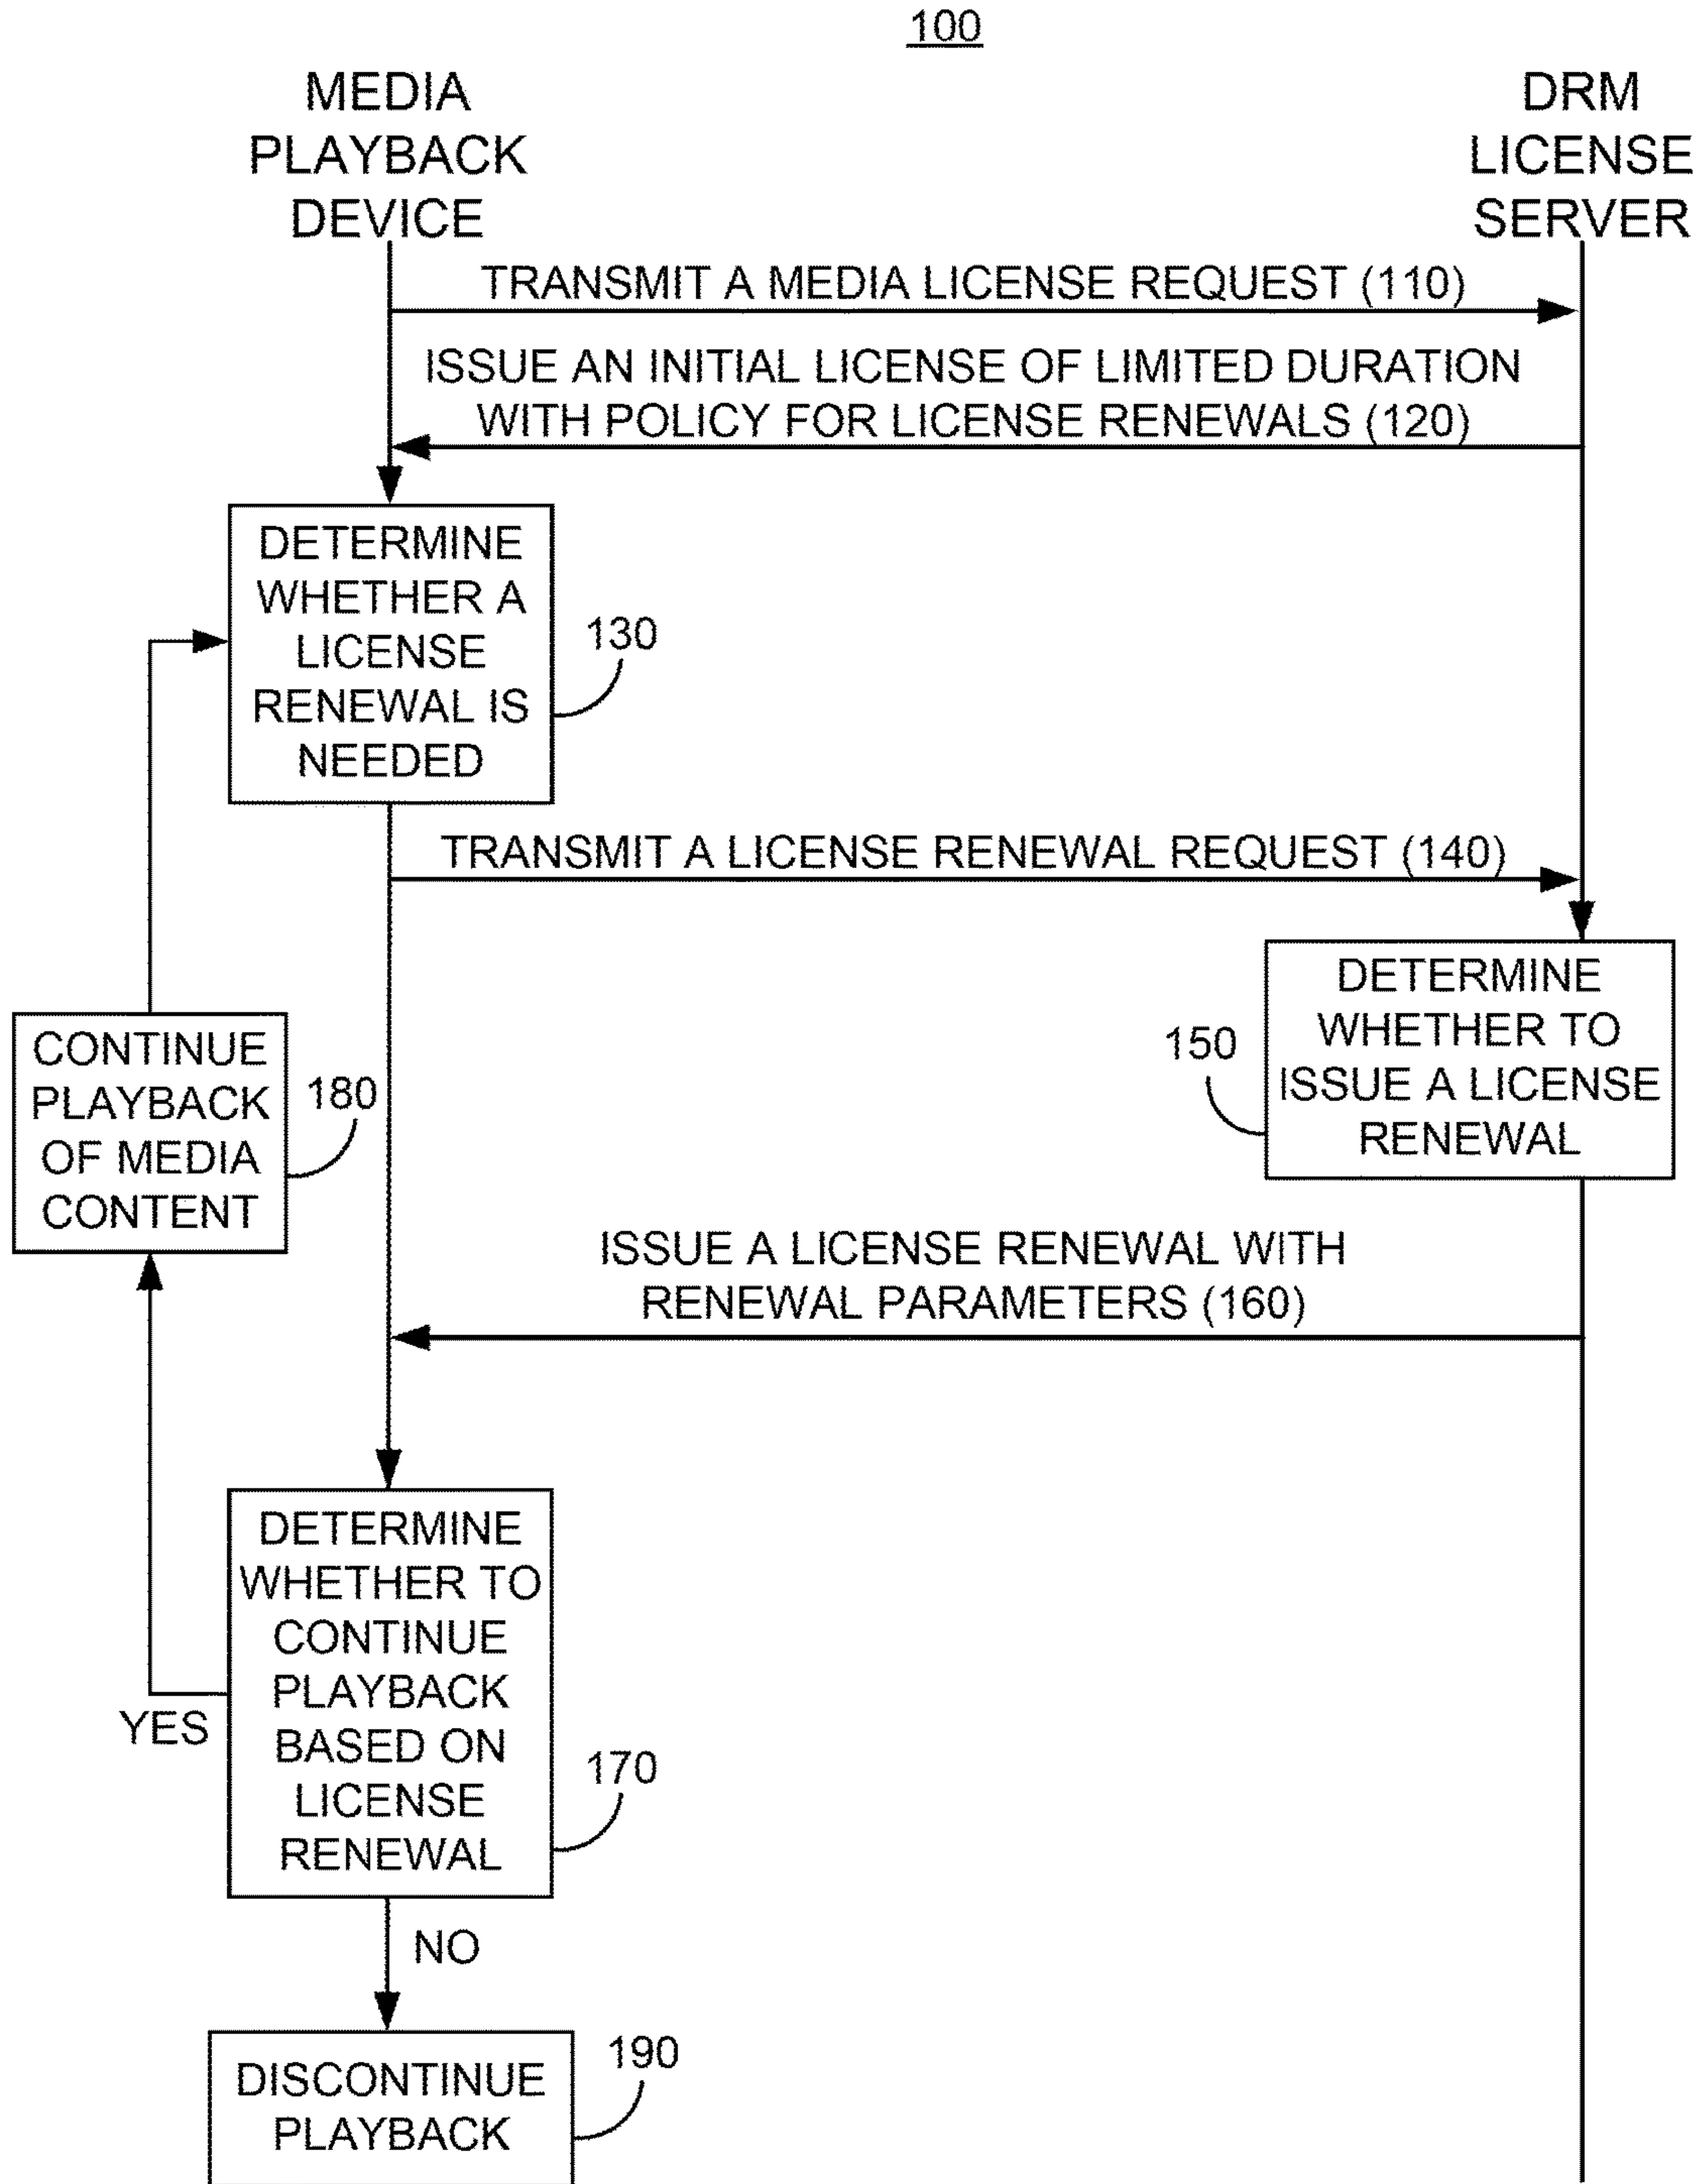 100
MEDIA
PLAYBACK
DEVICE
DRM
LICENSE
SERVER
TRANSMIT A MEDIA LICENSE REQUEST (110)
ISSUE AN INITIAL LICENSE OF LIMITED DURATION
WITH POLICY FOR LICENSE RENEWALS (120)
DETERMINE
WHETHER A
LICENSE
RENEWAL IS
NEEDED
130
TRANSMIT A LICENSE RENEWAL REQUEST (140)
DETERMINE
WHETHER TO
ISSUE A LICENSE
RENEWAL
150
CONTINUE
PLAYBACK
OF MEDIA
CONTENT
180
ISSUE A LICENSE RENEWAL WITH
RENEWAL PARAMETERS (160)
DETERMINE
WHETHER TO
CONTINUE
PLAYBACK
BASED ON
LICENSE
RENEWAL
170
YES
NO
DISCONTINUE
PLAYBACK
190